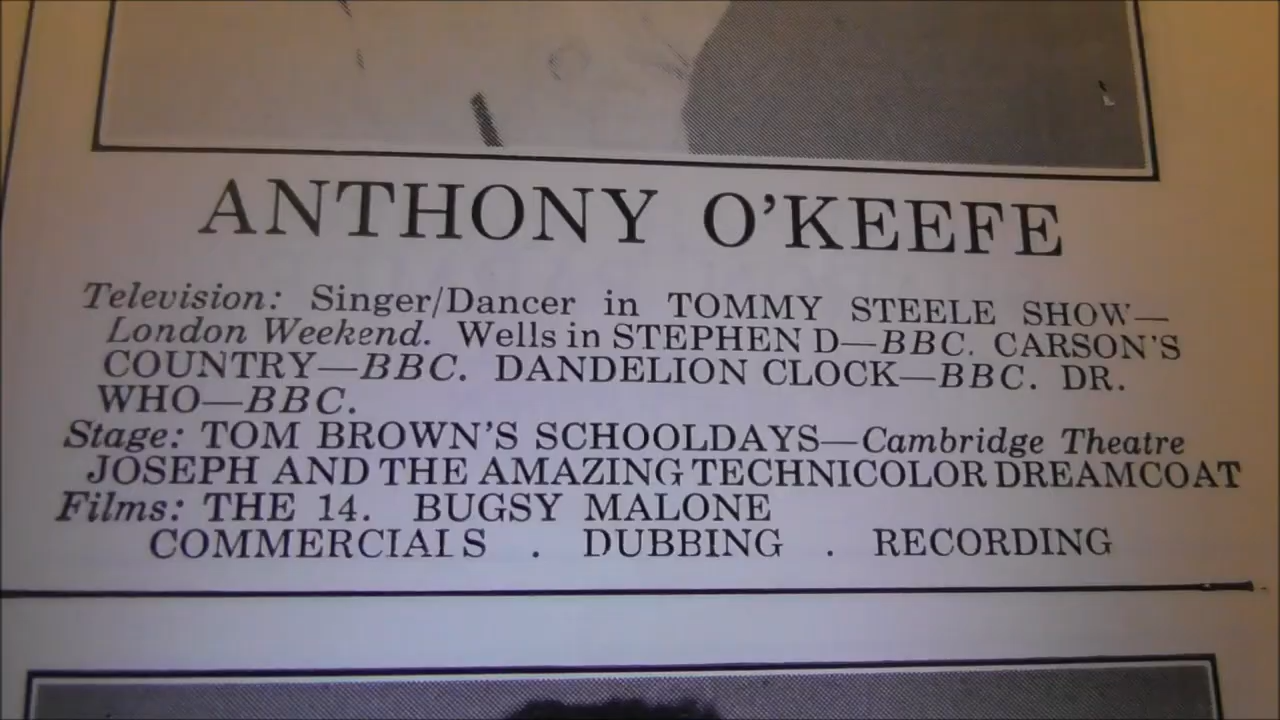 ANTHONY O'KEEFE
Television: Singer/Dancer in TOMMY STEELE SHOW—
London Weekend. Wells in STEPHEN D—BBC. CARSON'S
COUNTRY—BBC. DANDELION CLOCK—BBC. DR.
WHO—BBC.
Stage: TOM BROWN'S SCHOOLDAYS—Cambridge Theatre
JOSEPH AND THE AMAZING TECHNICOLOR DREAMCOAT
Films: THE 14. BUGSY MALONE
COMMERCIALS . DUBBING . RECORDING